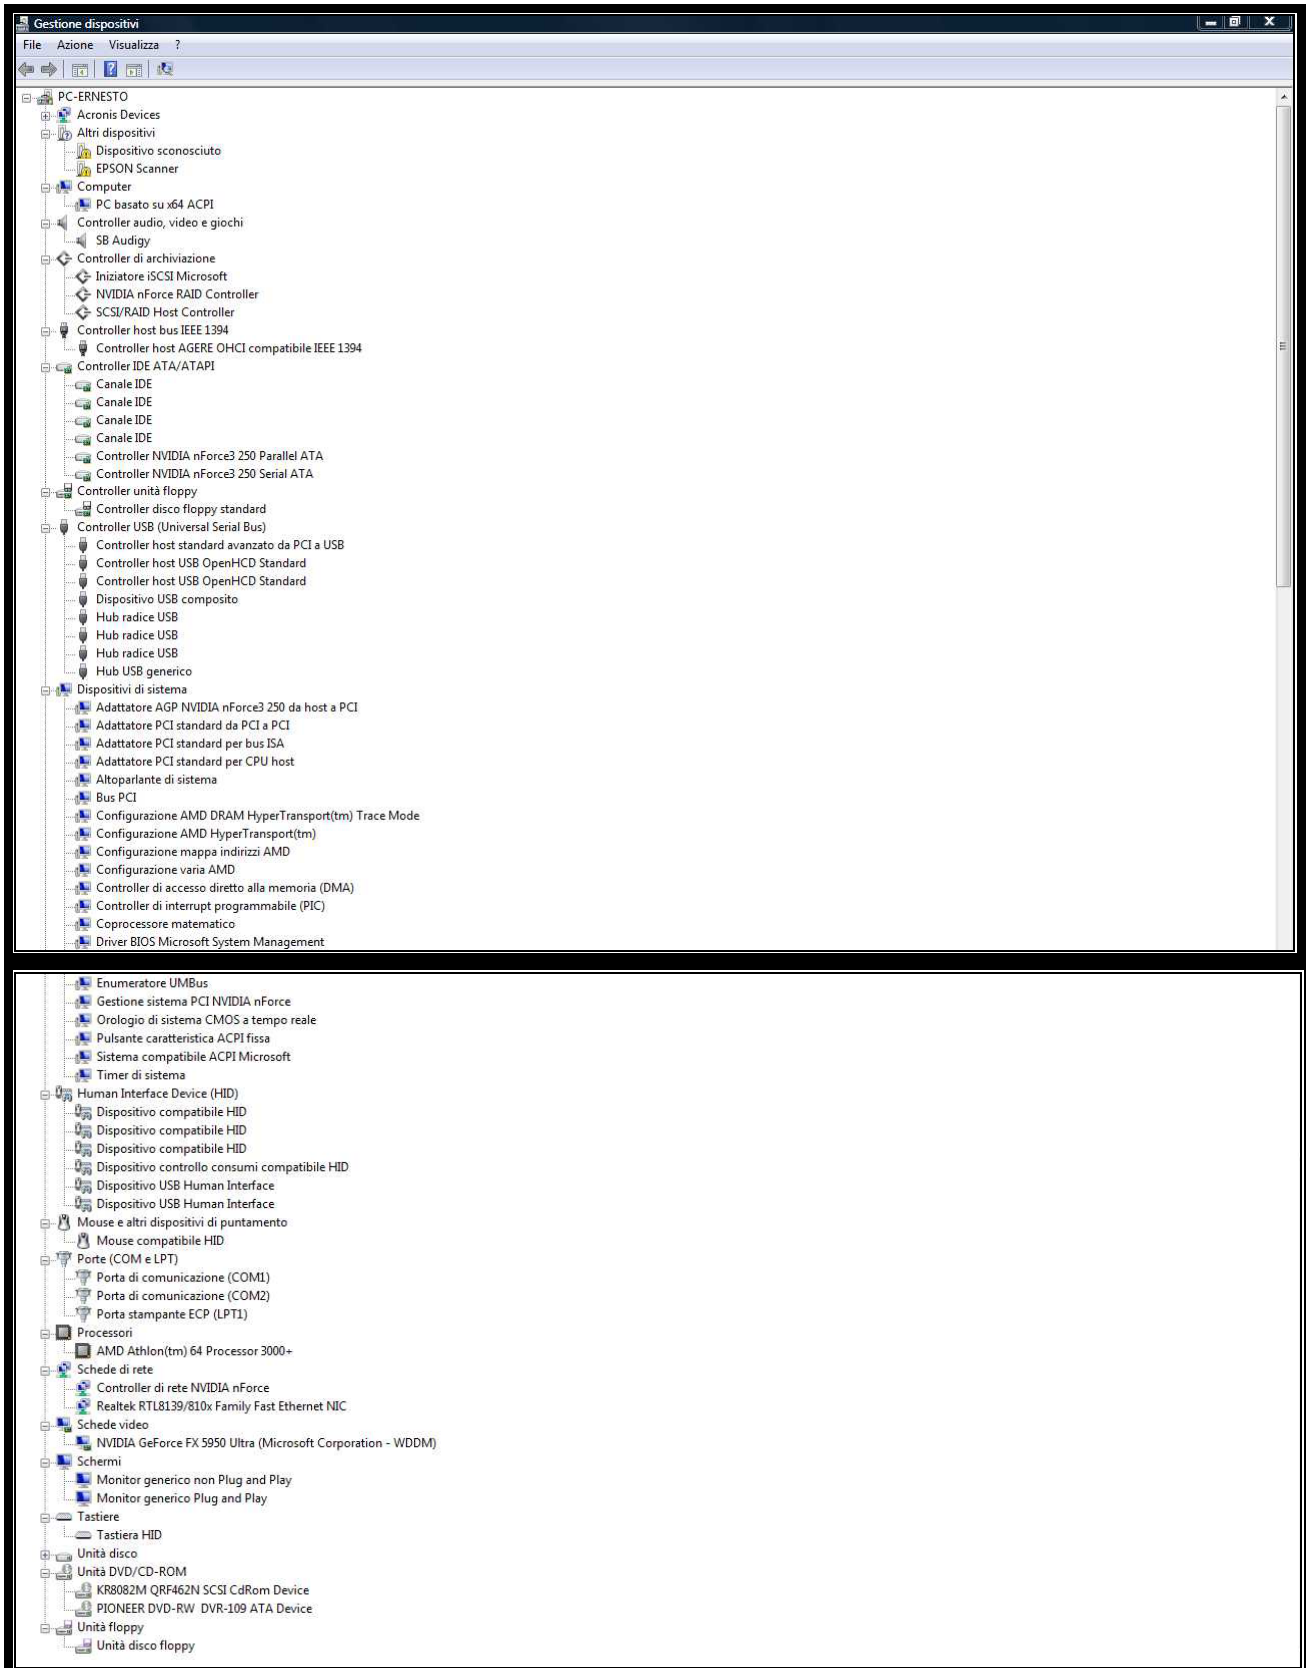 Gestione dispositivi
File Azione Visualizza ?
PC-ERNESTO
Acronis Devices
Altri dispositivi
Dispositivo sconosciuto
EPSON Scanner
Computer
PC basato su x64 ACPI
Controller audio, video e giochi
SB Audigy
Controller di archiviazione
Iniziatore iSCSI Microsoft
NVIDIA nForce RAID Controller
SCSI/RAID Host Controller
Controller host bus IEEE 1394
Controller host AGERE OHCI compatibile IEEE 1394
Controller IDE ATA/ATAPI
Canale IDE
Canale IDE
Canale IDE
Canale IDE
Controller NVIDIA nForce3 250 Parallel ATA
Controller NVIDIA nForce3 250 Serial ATA
Controller unità floppy
Controller disco floppy standard
Controller USB (Universal Serial Bus)
Controller host standard avanzato da PCI a USB
Controller host USB OpenHCD Standard
Controller host USB OpenHCD Standard
Dispositivo USB composito
Hub radice USB
Hub radice USB
Hub radice USB
Hub USB generico
Dispositivi di sistema
Adattatore AGP NVIDIA nForce3 250 da host a PCI
Adattatore PCI standard da PCI a PCI
Adattatore PCI standard per bus ISA
Adattatore PCI standard per CPU host
Altoparlante di sistema
Bus PCI
Configurazione AMD DRAM HyperTransport(tm) Trace Mode
Configurazione AMD HyperTransport(tm)
Configurazione mappa indirizzi AMD
Configurazione varia AMD
Controller di accesso diretto alla memoria (DMA)
Controller di interrupt programmabile (PIC)
Coprocessore matematico
Driver BIOS Microsoft System Management
Enumeratore UMBus
Gestione sistema PCI NVIDIA nForce
Orologio di sistema CMOS a tempo reale
Pulsante caratteristica ACPI fissa
Sistema compatibile ACPI Microsoft
Timer di sistema
Human Interface Device (HID)
Dispositivo compatibile HID
Dispositivo compatibile HID
Dispositivo compatibile HID
Dispositivo controllo consumi compatibile HID
Dispositivo USB Human Interface
Dispositivo USB Human Interface
Mouse e altri dispositivi di puntamento
Mouse compatibile HID
Porte (COM e LPT)
Porta di comunicazione (COM1)
Porta di comunicazione (COM2)
Porta stampante ECP (LPT1)
Processori
AMD Athlon(tm) 64 Processor 3000+
Schede di rete
Controller di rete NVIDIA nForce
Realtek RTL8139/810x Family Fast Ethernet NIC
Schede video
NVIDIA GeForce FX 5950 Ultra (Microsoft Corporation - WDDM)
Schermi
Monitor generico non Plug and Play
Monitor generico Plug and Play
Tastiere
Tastiera HID
Unità disco
Unità DVD/CD-ROM
KR8082M QRF462N SCSI CdRom Device
PIONEER DVD-RW  DVR-109 ATA Device
Unità floppy
Unità disco floppy